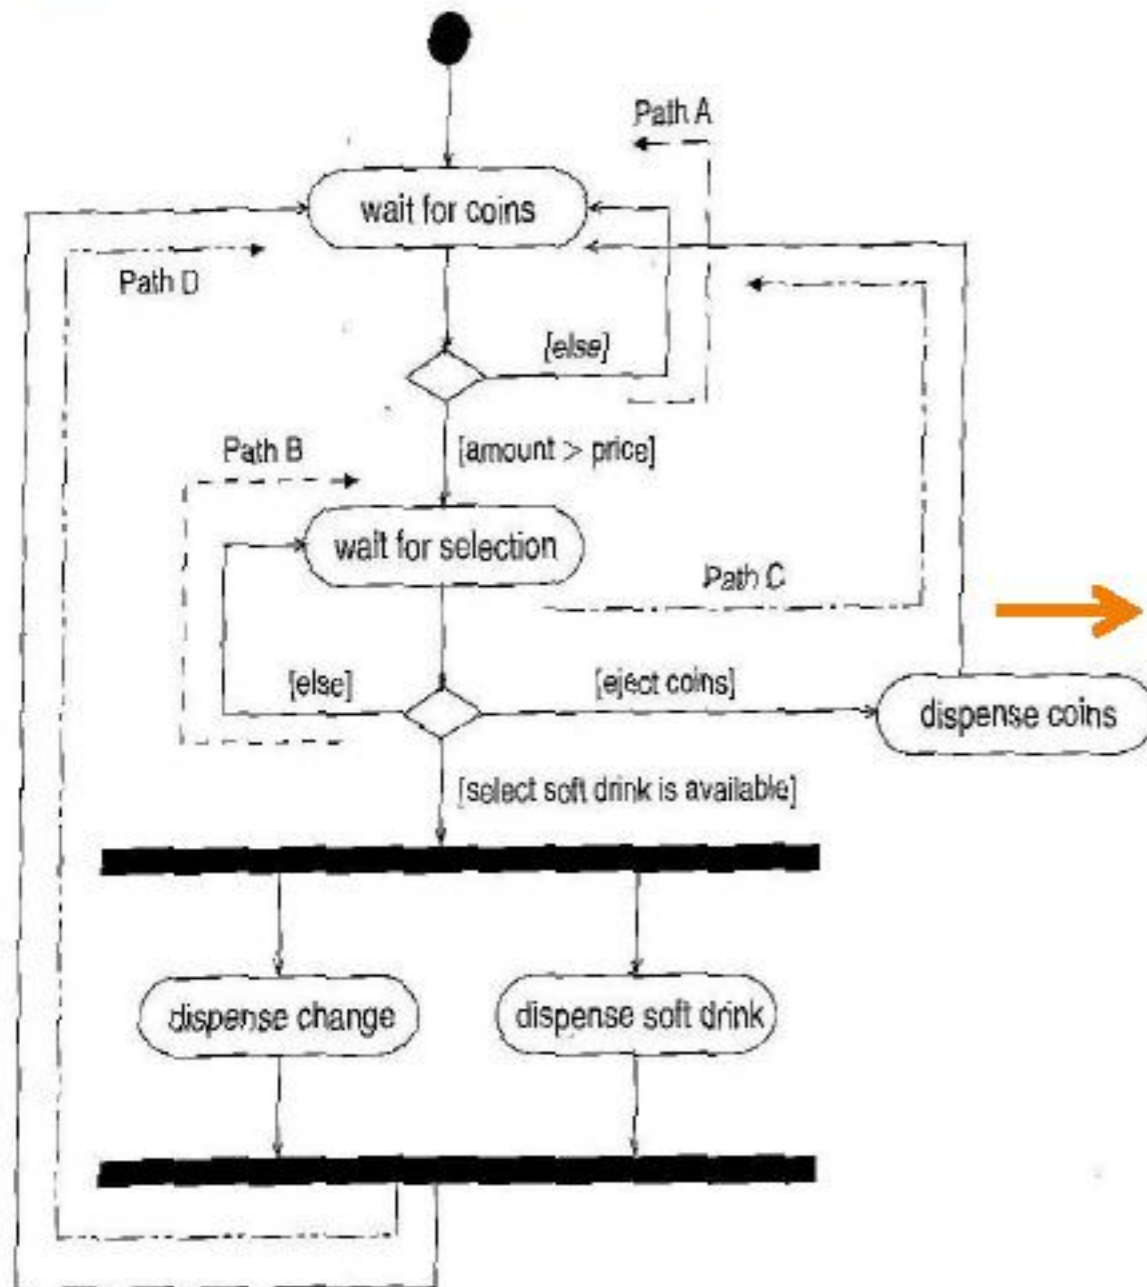 Path A
wait for coins
Path D
[else]
Path B
[amount > price]
wait for selection
Path C
[else]
[eject coins]
dispense coins
[select soft drink is available]
dispense change
dispense soft drink